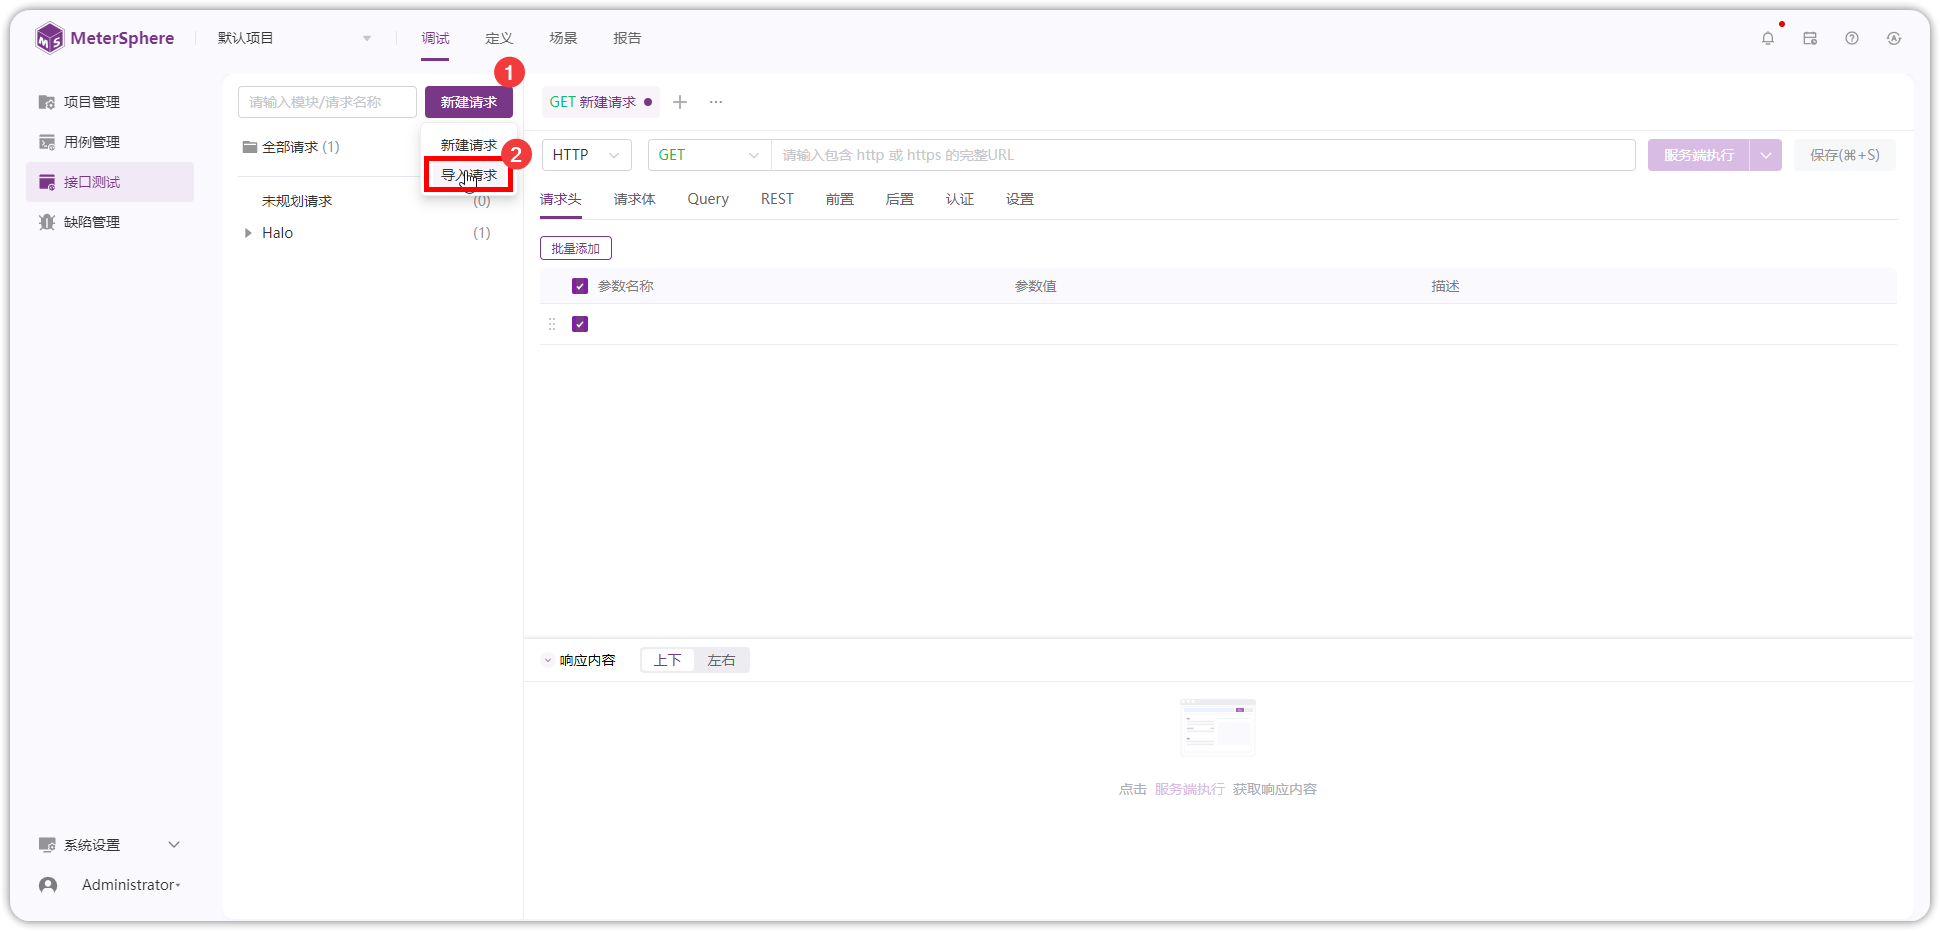 MeterSphere
默认项目
调试
定义
场景
报告
项目管理
用例管理
接口测试
缺陷管理
系统设置
Administrator
请输入模块/请求名称
新建请求
1
全部请求 (1)
新建请求
2
导入请求
未规划请求
(0)
Halo
(1)
GET 新建请求
HTTP
GET
请输入包含 http 或 https 的完整URL
服务端执行
保存(⌘+S)
请求头
请求体
Query
REST
前置
后置
认证
设置
批量添加
参数名称
参数值
描述
响应内容
上下
左右
点击 服务端执行 获取响应内容